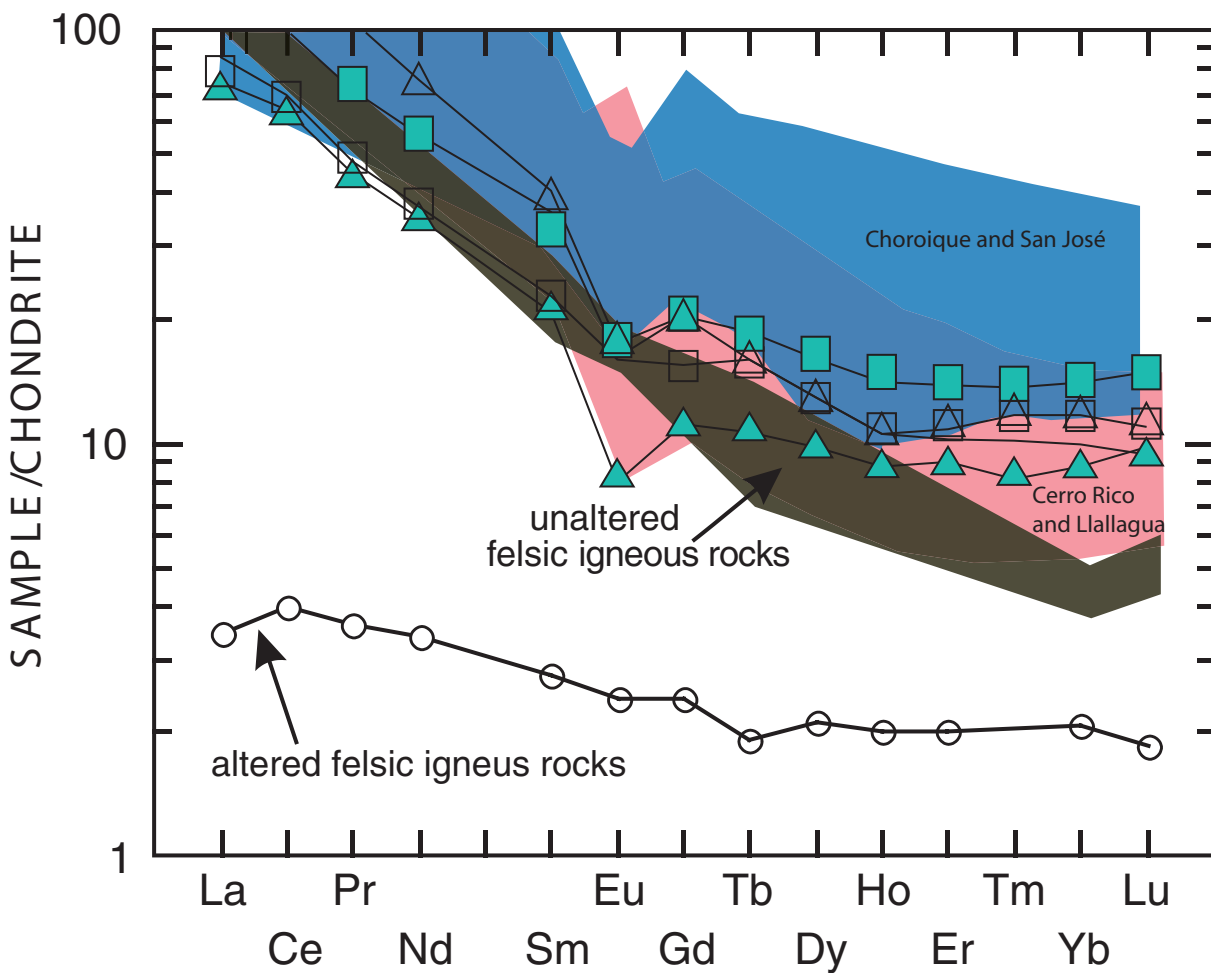 100
SAMPLE/CHONDRITE
Choroique and San José
10
Cerro Rico
and Llallagua
unaltered
felsic igneous rocks
altered felsic igneus rocks
1
La Pr Eu Tb Ho Tm Lu
Ce Nd Sm Gd Dy Er Yb